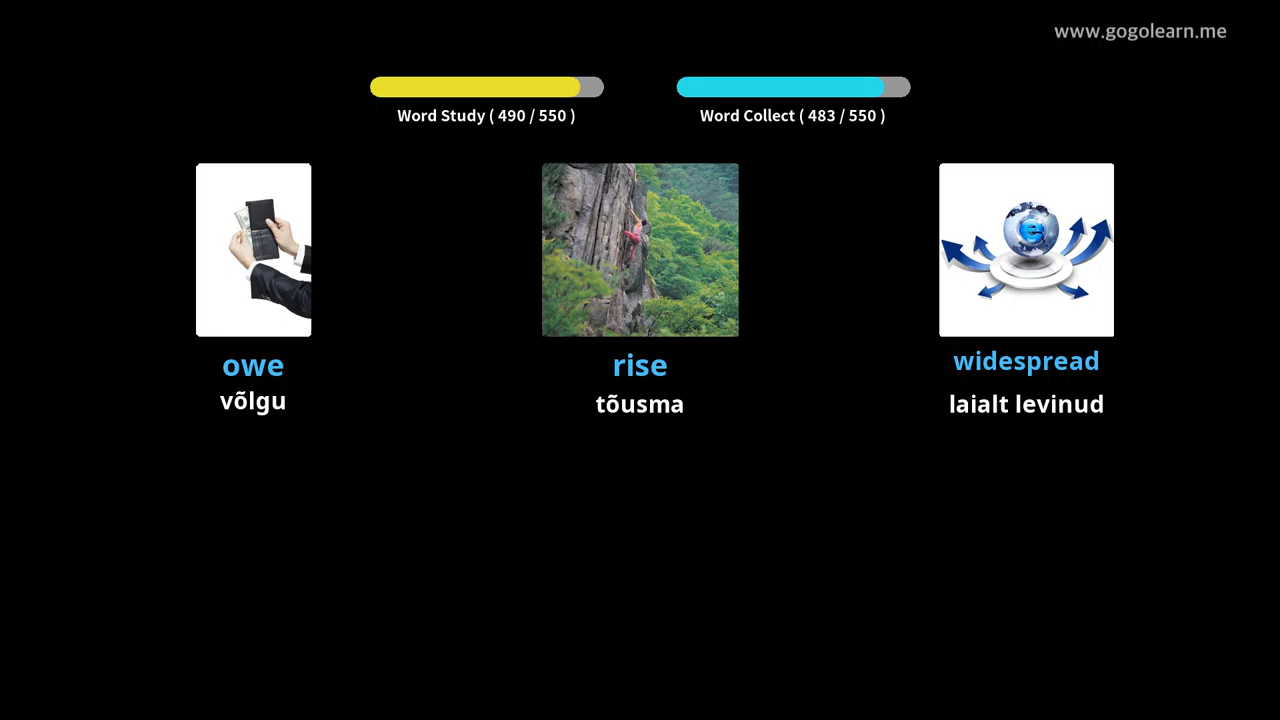 www.gogolearn.me
Word Study ( 490 / 550 )
Word Collect ( 483 / 550 )
owe
võlgu
rise
tõusma
widespread
laialt levinud